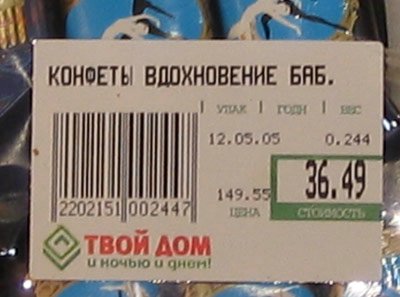 КОНФЕТЫ ВДОХНОВЕНИЕ БАБ.
УПАК ГОДН ВЕС
12.05.05 0.244
149.55 36.49
ЦЕНА СТОИМОСТЬ
2202151 002447
ТВОЙ ДОМ
и ночью и днем!